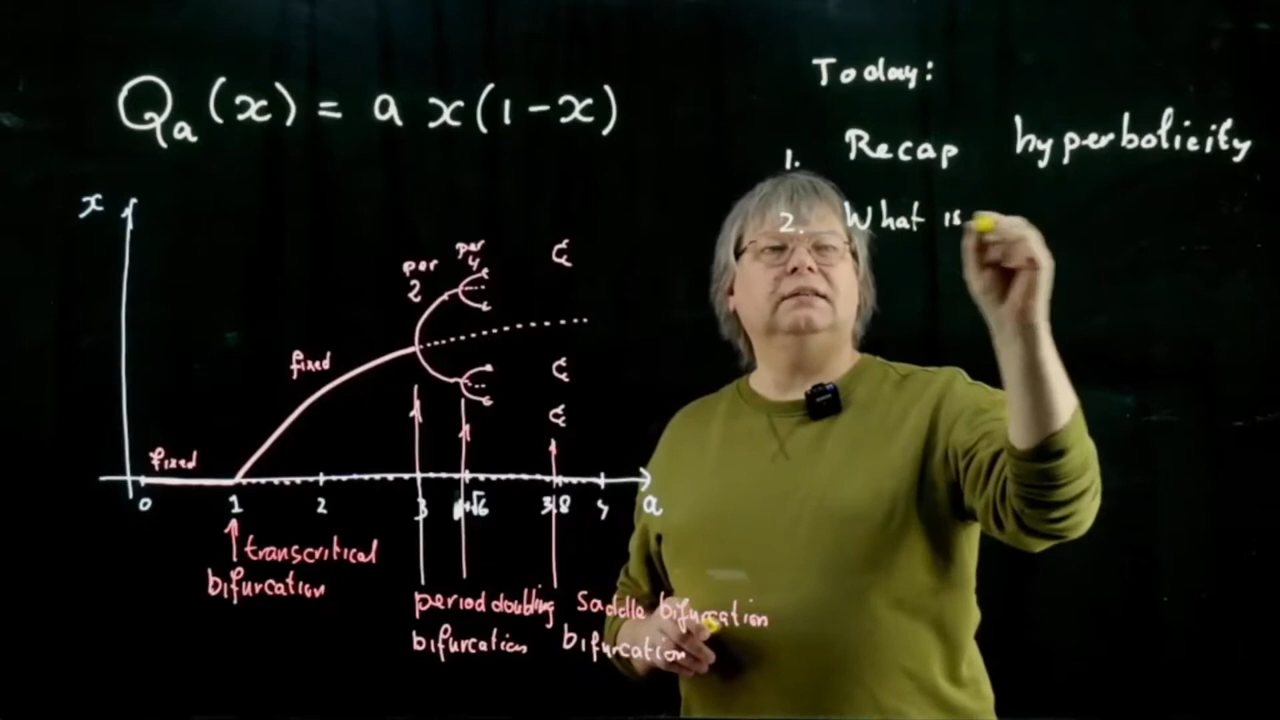 Qa(x) = a x(1-x)
Today:
1. Recap hyperbolicity
2. What is
x
per
2
per
4
fixed
fixed
0 1 2 3 1+√6 3.8 4 a
transcritical
bifurcation
period doubling
bifurcation
Saddle bifurcation
bifurcation